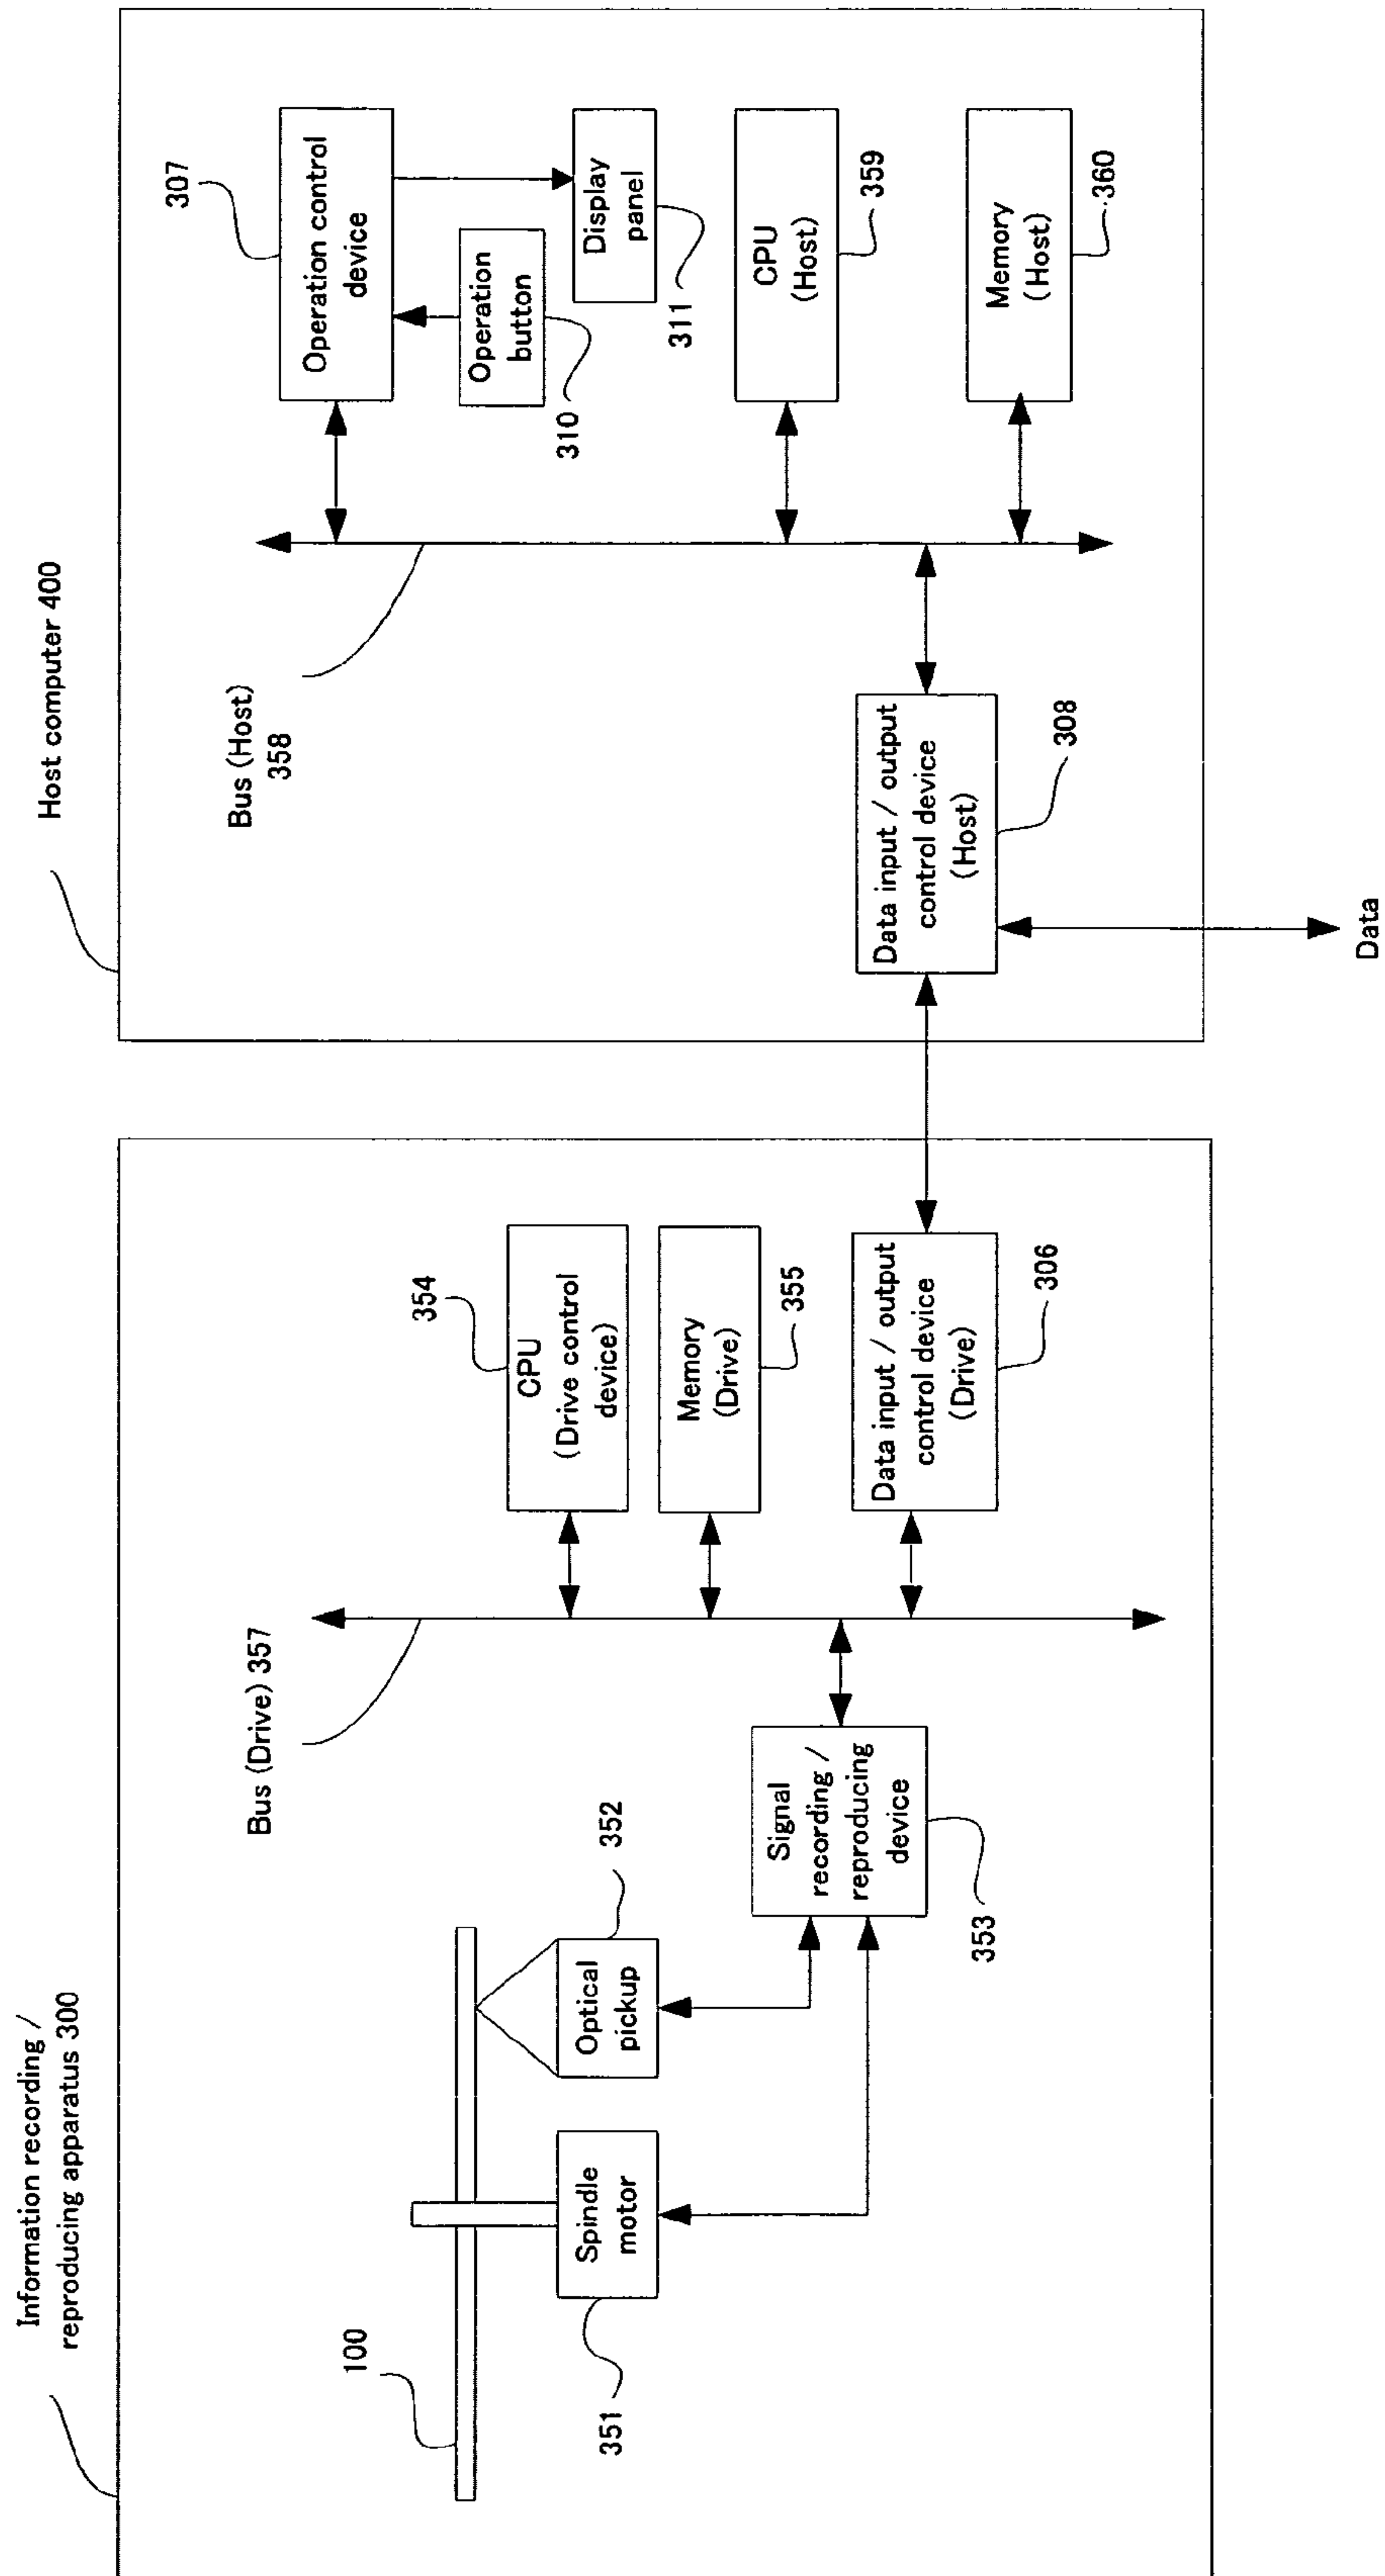 Information recording /
reproducing apparatus 300
Host computer 400
100
Spindle
motor
351
Optical
pickup
352
Signal
recording /
reproducing
device
353
Bus (Drive) 357
354
CPU
(Drive control
device)
Memory
(Drive)
355
Data input / output
control device
(Drive)
306
Bus (Host)
358
Data input / output
control device
(Host)
308
Data
307
Operation control
device
Operation
button
310
Display
panel
311
CPU
(Host)
359
Memory
(Host)
360